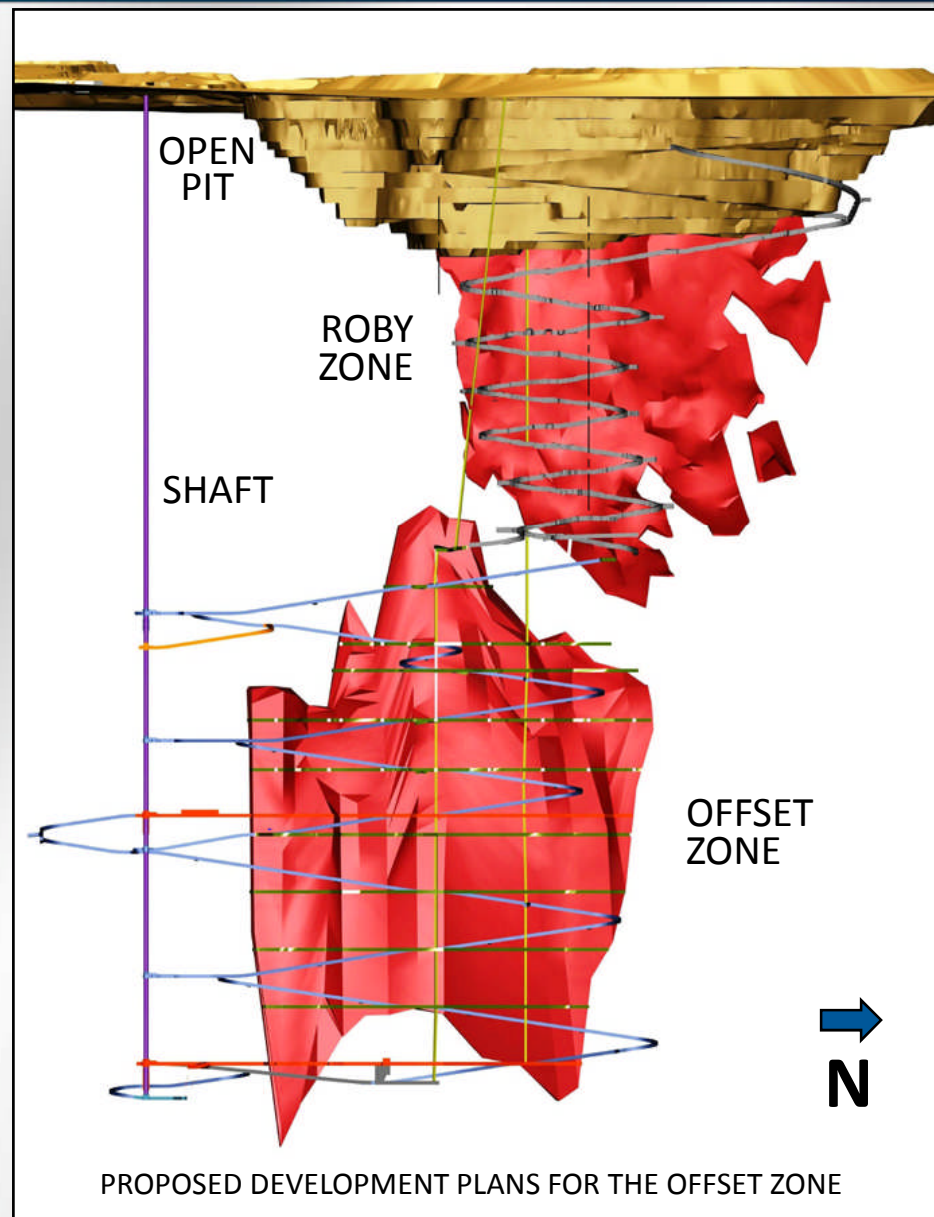 OPEN
PIT
ROBY
ZONE
SHAFT
OFFSET
ZONE
N
PROPOSED DEVELOPMENT PLANS FOR THE OFFSET ZONE